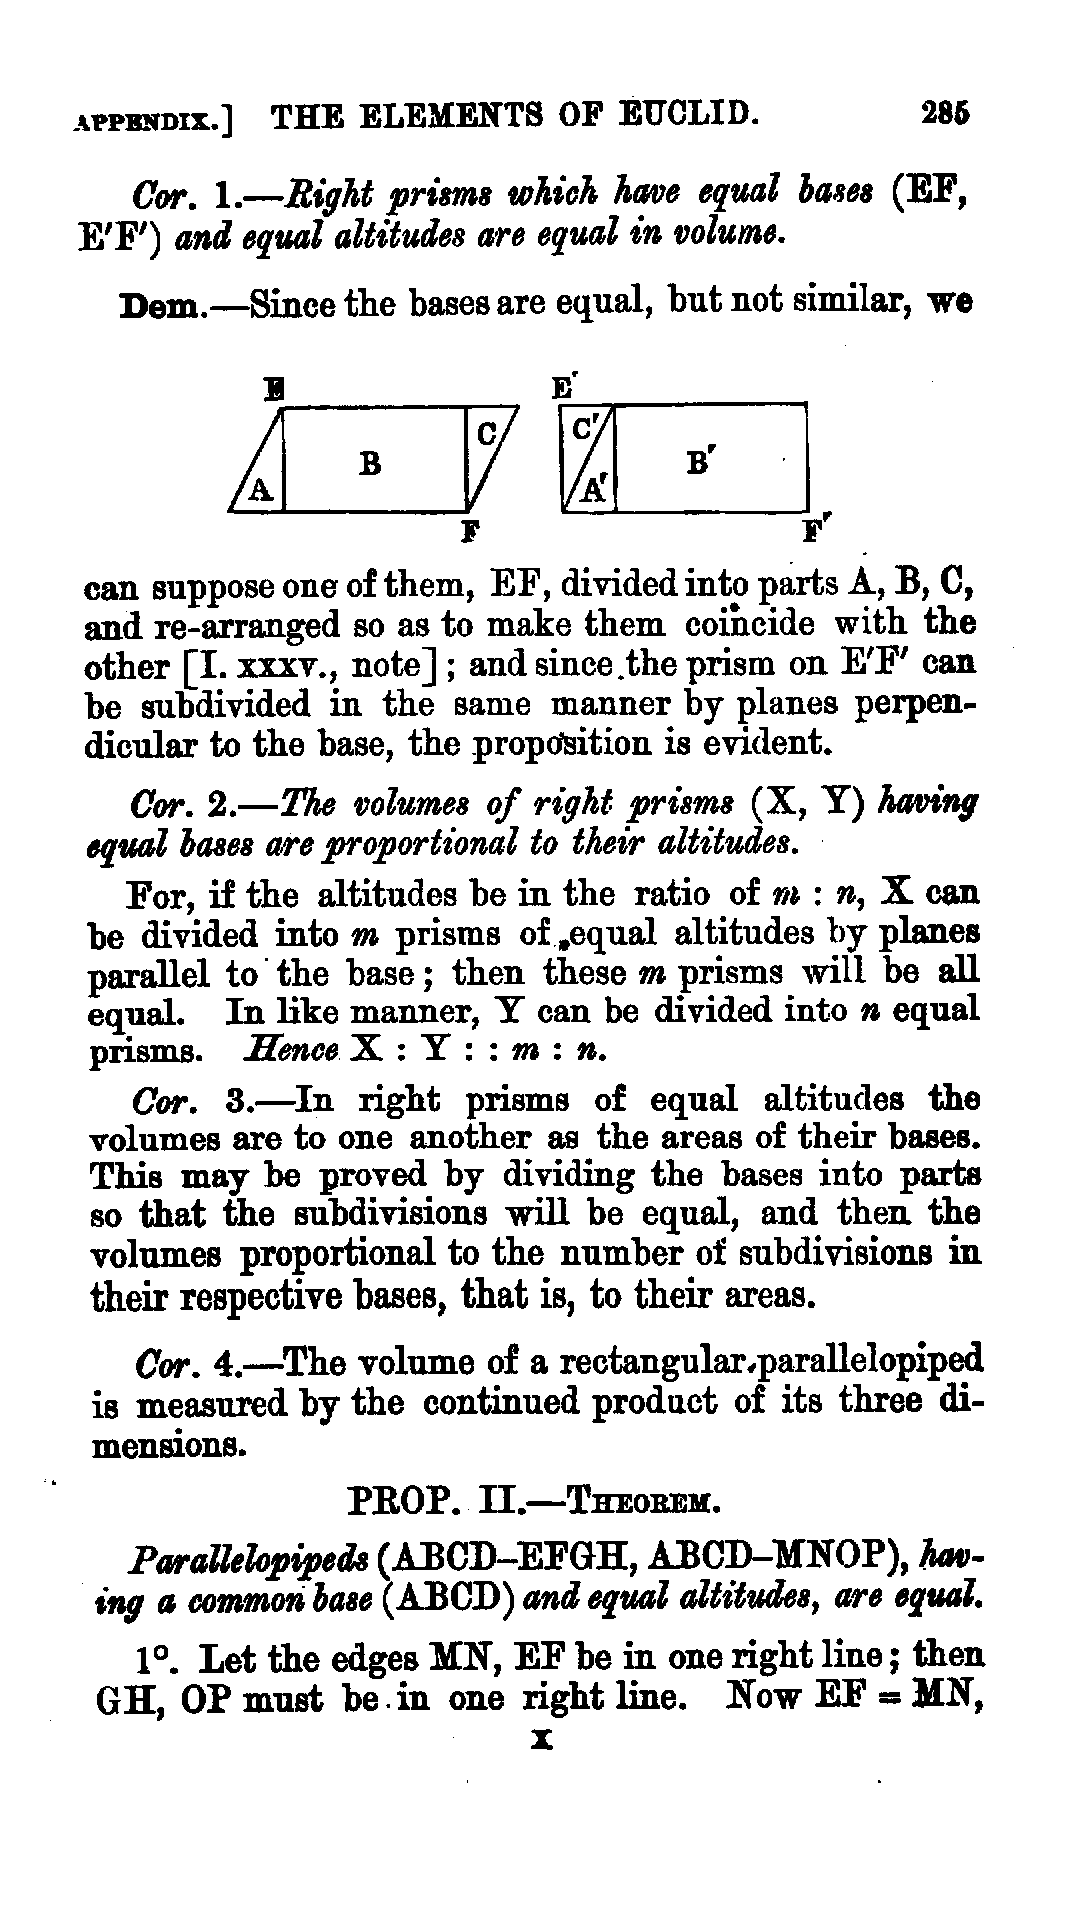 APPENDIX.] THE ELEMENTS OF EUCLID. 285
Cor. 1.—Right prisms which have equal bases (EF,
E′F′) and equal altitudes are equal in volume.
Dem.—Since the bases are equal, but not similar, we
E E′
A B C C′ A′ B′
F F′
can suppose one of them, EF, divided into parts A, B, C,
and re-arranged so as to make them coincide with the
other [I. xxxv., note]; and since the prism on E′F′ can
be subdivided in the same manner by planes perpen-
dicular to the base, the proposition is evident.
Cor. 2.—The volumes of right prisms (X, Y) having
equal bases are proportional to their altitudes.
For, if the altitudes be in the ratio of m : n, X can
be divided into m prisms of equal altitudes by planes
parallel to the base; then these m prisms will be all
equal. In like manner, Y can be divided into n equal
prisms. Hence X : Y : : m : n.
Cor. 3.—In right prisms of equal altitudes the
volumes are to one another as the areas of their bases.
This may be proved by dividing the bases into parts
so that the subdivisions will be equal, and then the
volumes proportional to the number of subdivisions in
their respective bases, that is, to their areas.
Cor. 4.—The volume of a rectangular parallelopiped
is measured by the continued product of its three di-
mensions.
PROP. II.—THEOREM.
Parallelopipeds (ABCD–EFGH, ABCD–MNOP), hav-
ing a common base (ABCD) and equal altitudes, are equal.
1°. Let the edges MN, EF be in one right line; then
GH, OP must be in one right line. Now EF = MN,
X